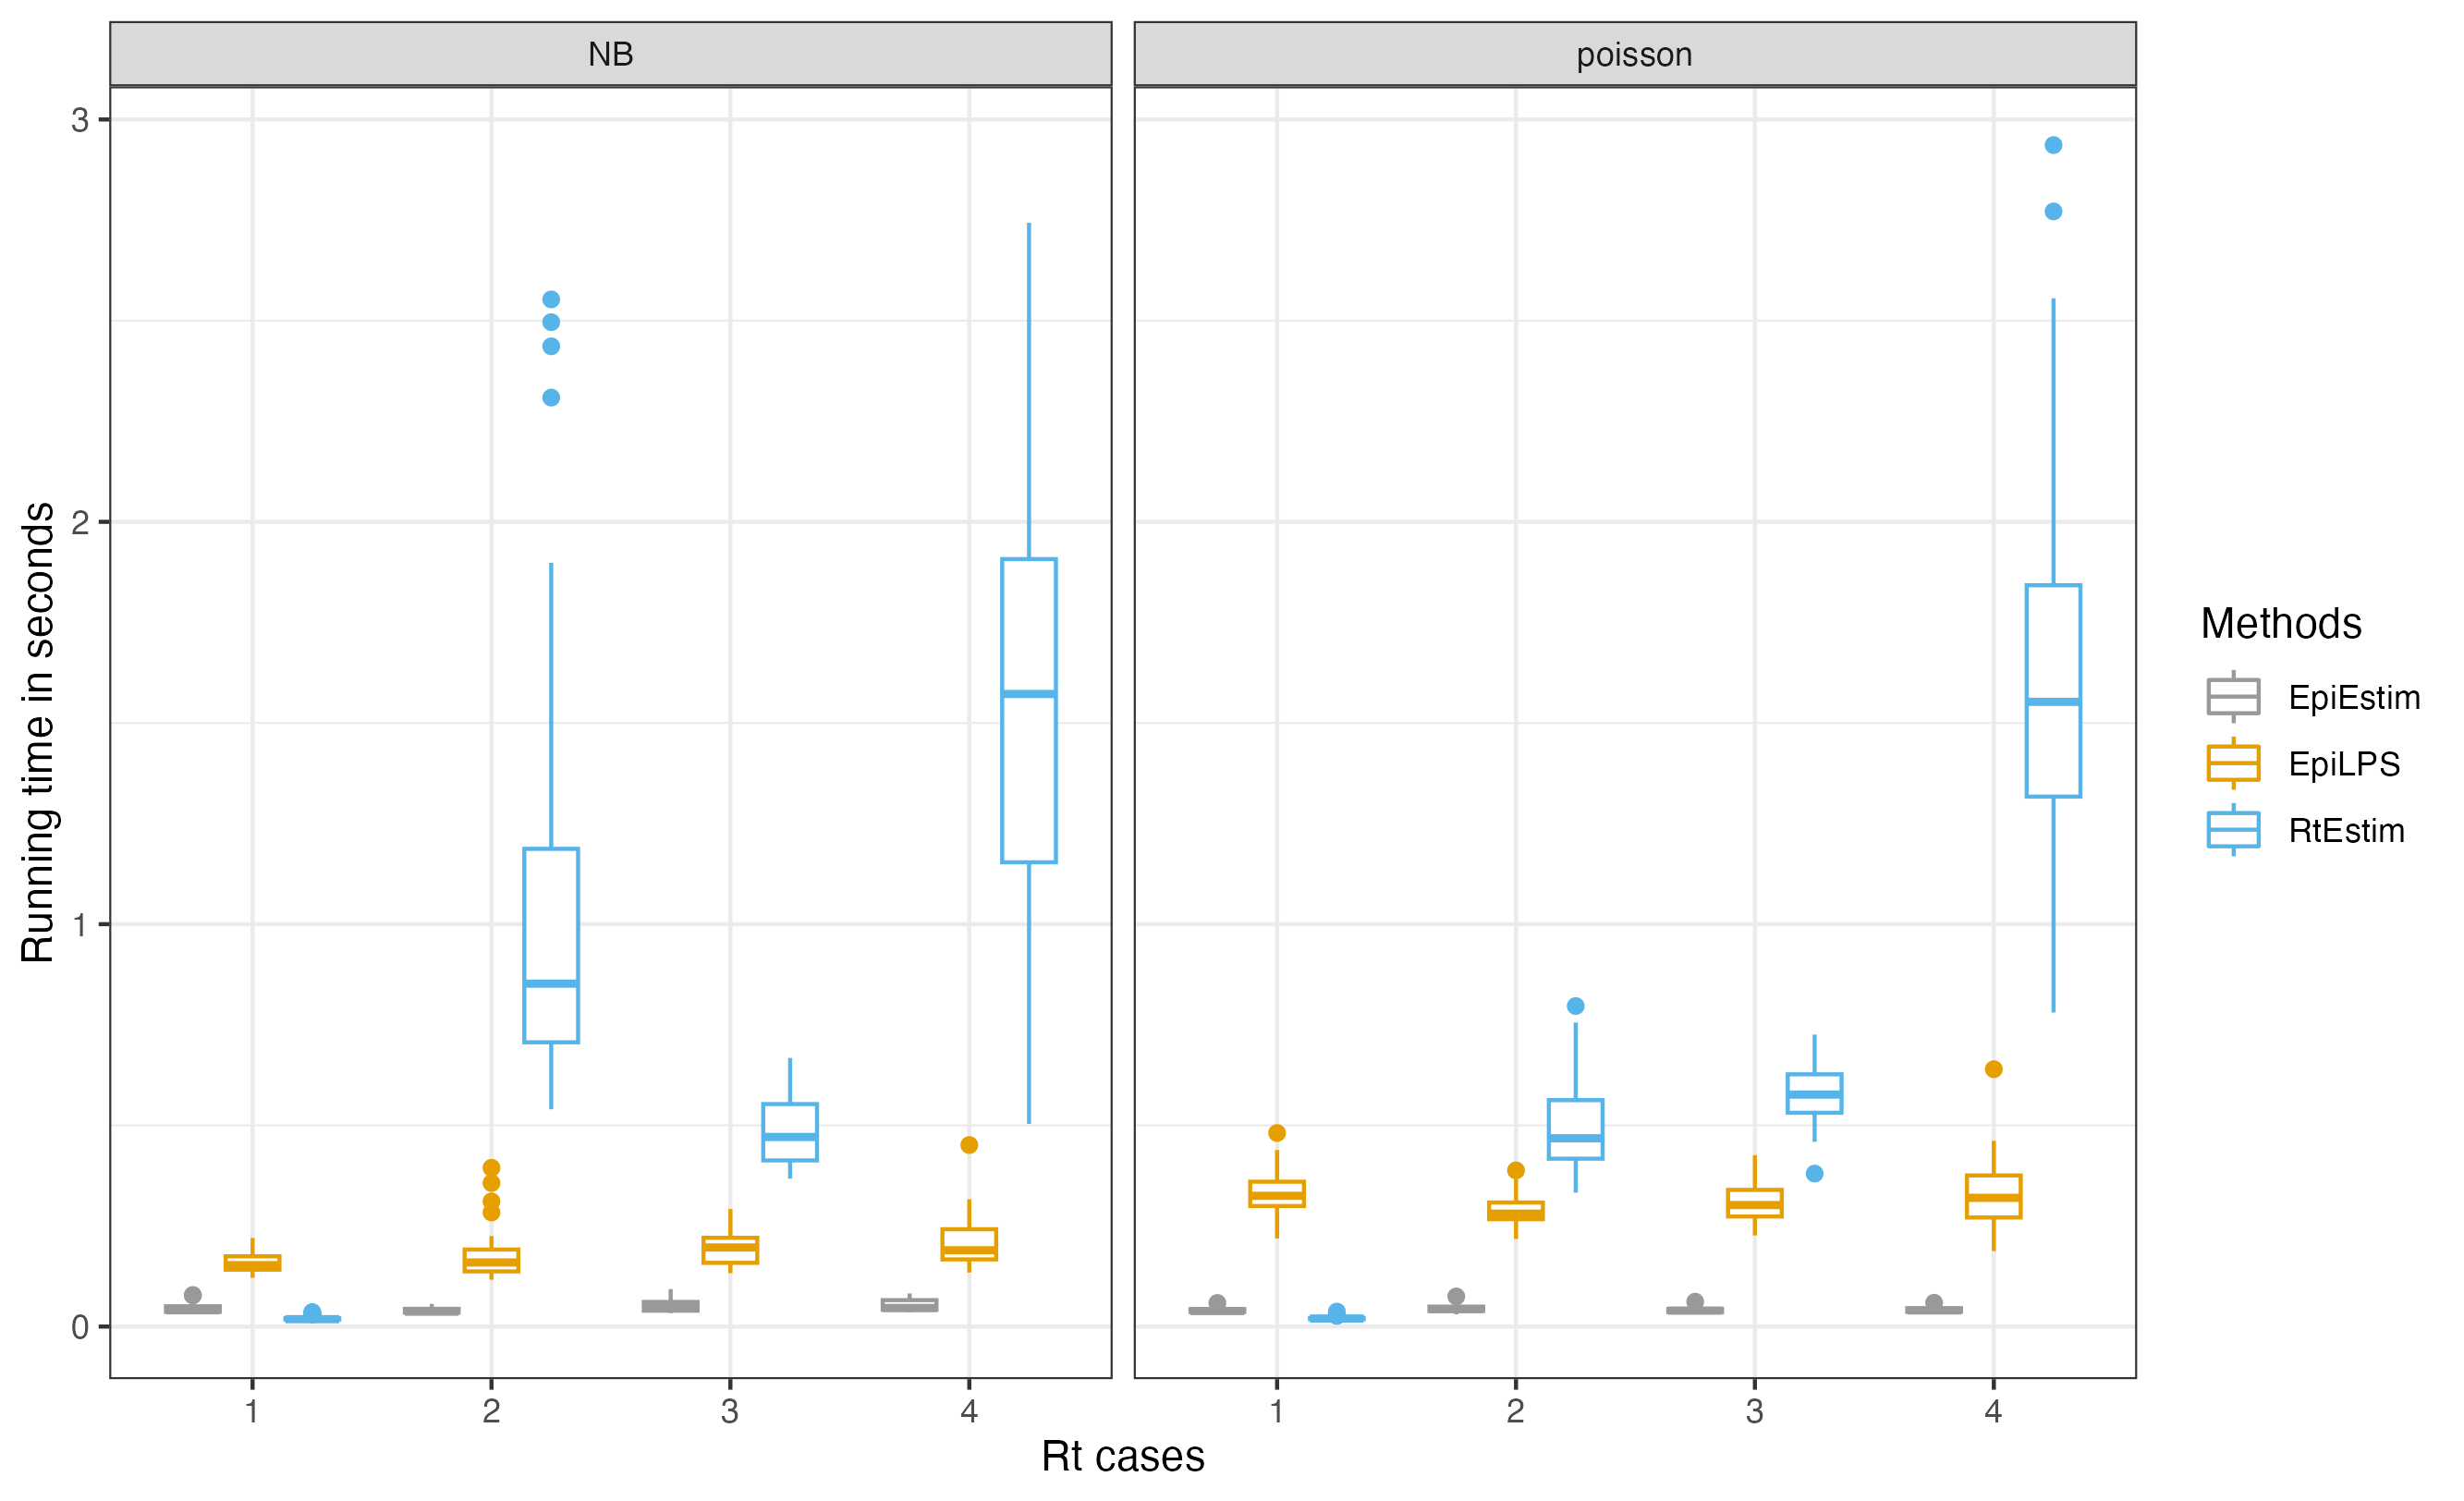 NB
poisson
Running time in seconds
3
2
1
0
1 2 3 4
1 2 3 4
Rt cases
Methods
EpiEstim
EpiLPS
RtEstim